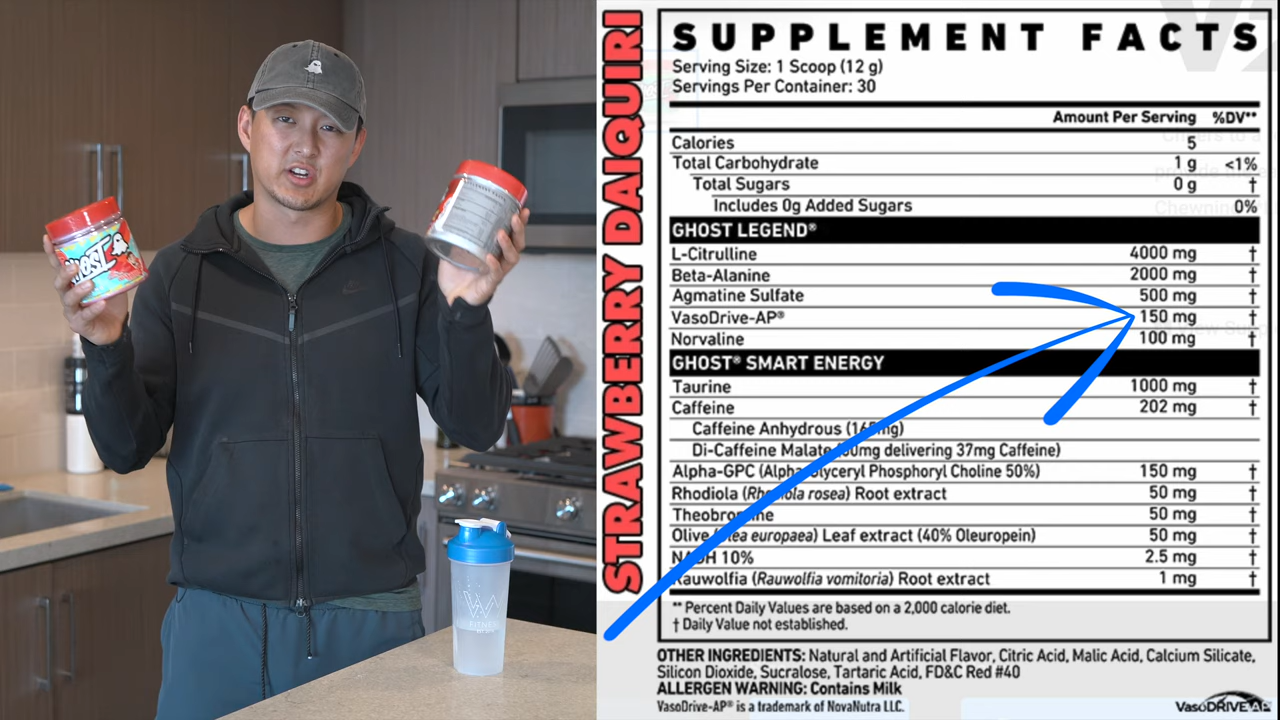 STRAWBERRY DAIQUIRI
SUPPLEMENT FACTS
Serving Size: 1 Scoop (12 g)
Servings Per Container: 30
Amount Per Serving %DV**
Calories 5
Total Carbohydrate 1 g <1%
Total Sugars 0 g †
Includes 0g Added Sugars 0%
GHOST LEGEND®
L-Citrulline 4000 mg †
Beta-Alanine 2000 mg †
Agmatine Sulfate 500 mg †
VasoDrive-AP® 150 mg †
Norvaline 100 mg †
GHOST® SMART ENERGY
Taurine 1000 mg †
Caffeine 202 mg †
Caffeine Anhydrous
Di-Caffeine Malate delivering 37mg Caffeine)
Alpha-GPC Phosphoryl Choline 50%) 150 mg †
Rhodiola rosea) Root extract 50 mg †
Theobromine 50 mg †
Olive europaea) Leaf extract (40% Oleuropein) 50 mg †
10% 2.5 mg †
Rauwolfia (Rauwolfia vomitoria) Root extract 1 mg †
** Percent Daily Values are based on a 2,000 calorie diet.
† Daily Value not established.
OTHER INGREDIENTS: Natural and Artificial Flavor, Citric Acid, Malic Acid, Calcium Silicate,
Silicon Dioxide, Sucralose, Tartaric Acid, FD&C Red #40
ALLERGEN WARNING: Contains Milk
VasoDrive-AP® is a trademark of NovaNutra LLC.
VasoDRIVE AP
GHOST
SUPPLEMENT FACTS